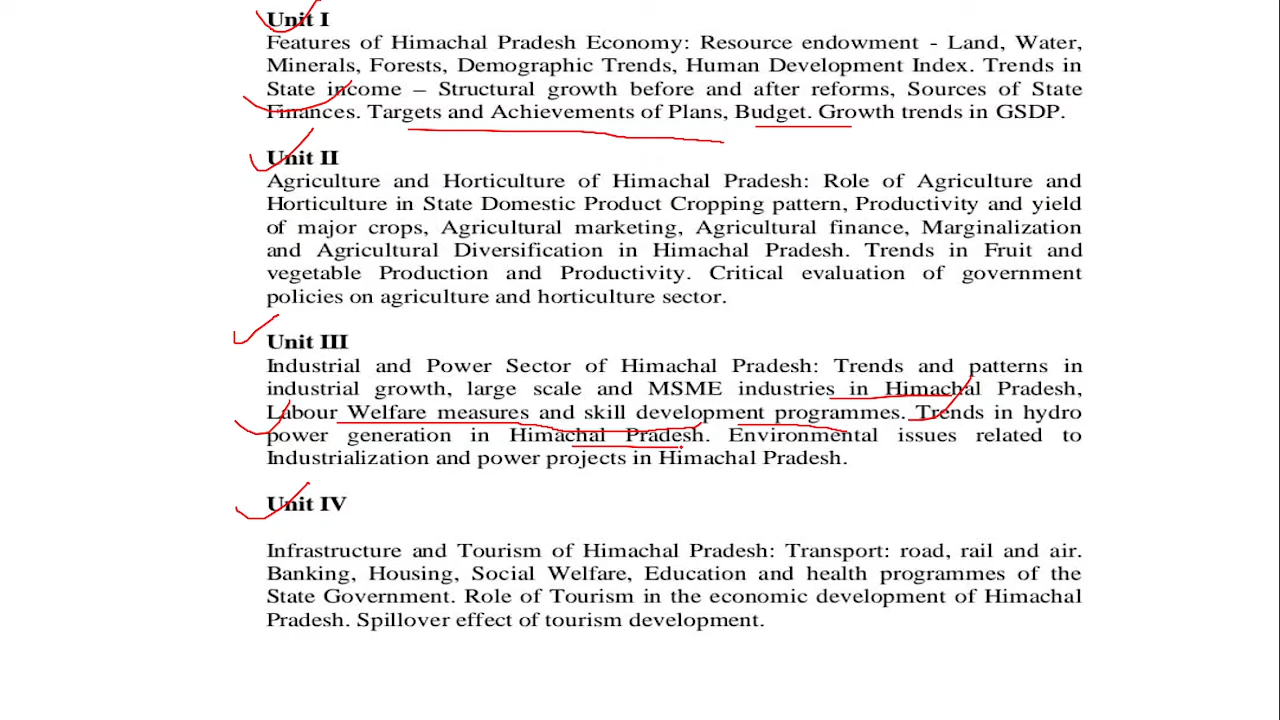 Unit I
Features of Himachal Pradesh Economy: Resource endowment - Land, Water,
Minerals, Forests, Demographic Trends, Human Development Index. Trends in
State income – Structural growth before and after reforms, Sources of State
Finances. Targets and Achievements of Plans, Budget. Growth trends in GSDP.
Unit II
Agriculture and Horticulture of Himachal Pradesh: Role of Agriculture and
Horticulture in State Domestic Product Cropping pattern, Productivity and yield
of major crops, Agricultural marketing, Agricultural finance, Marginalization
and Agricultural Diversification in Himachal Pradesh. Trends in Fruit and
vegetable Production and Productivity. Critical evaluation of government
policies on agriculture and horticulture sector.
Unit III
Industrial and Power Sector of Himachal Pradesh: Trends and patterns in
industrial growth, large scale and MSME industries in Himachal Pradesh,
Labour Welfare measures and skill development programmes. Trends in hydro
power generation in Himachal Pradesh. Environmental issues related to
Industrialization and power projects in Himachal Pradesh.
Unit IV
Infrastructure and Tourism of Himachal Pradesh: Transport: road, rail and air.
Banking, Housing, Social Welfare, Education and health programmes of the
State Government. Role of Tourism in the economic development of Himachal
Pradesh. Spillover effect of tourism development.